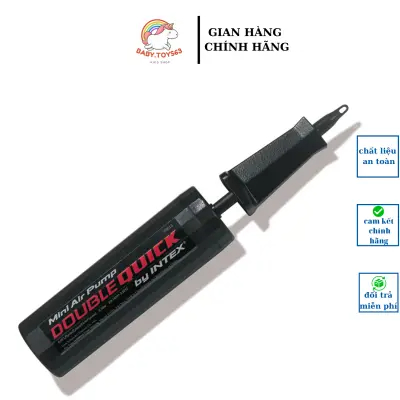 BABY.TOYS63
GIAN HÀNG
CHÍNH HÃNG
chất liệu
an toàn
cam kết
chính
hãng
đổi trả
miễn phí
Mini Air Pump
DOUBLE QUICK
by INTEX